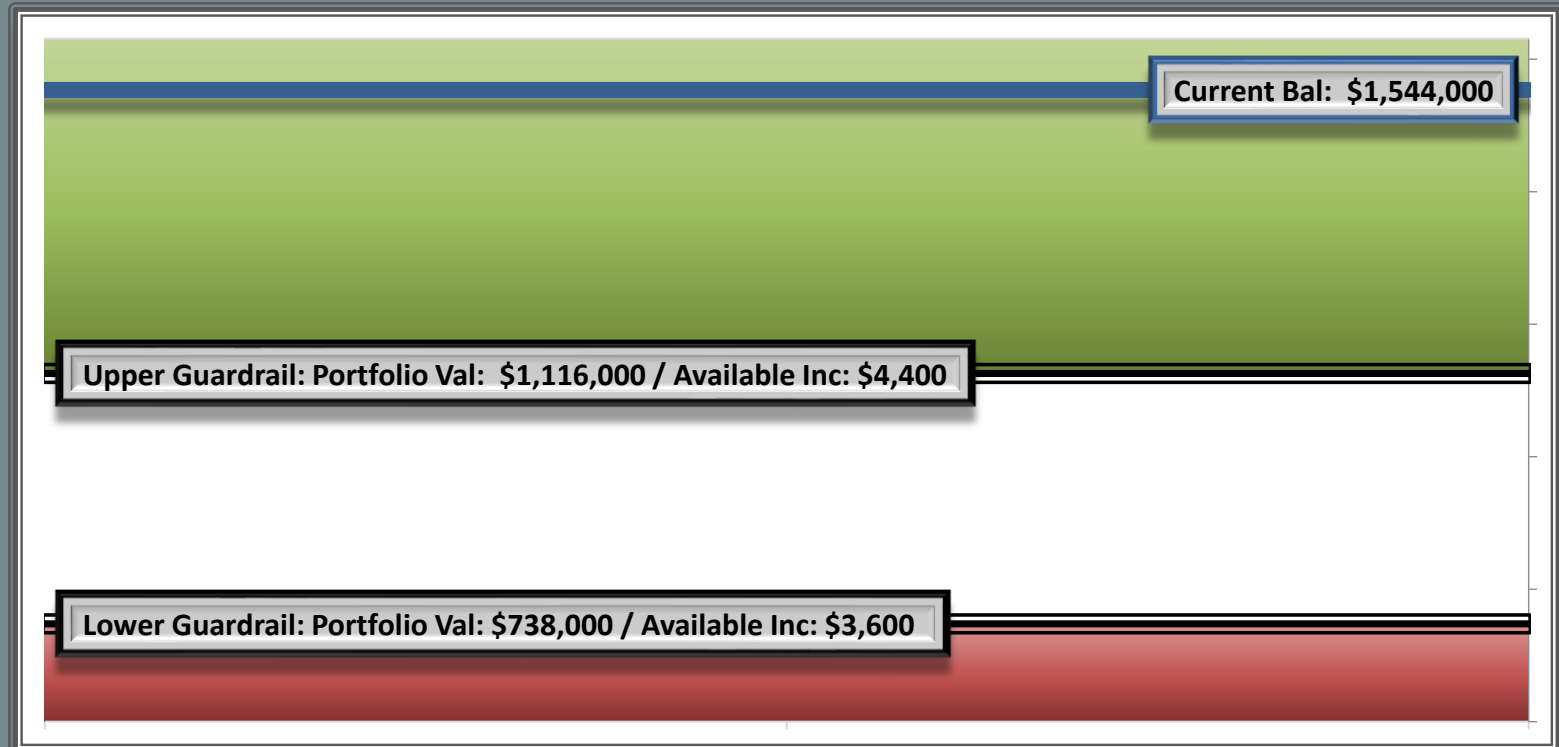 Current Bal:  $1,544,000
Upper Guardrail: Portfolio Val:  $1,116,000 / Available Inc: $4,400
Lower Guardrail: Portfolio Val: $738,000 / Available Inc: $3,600